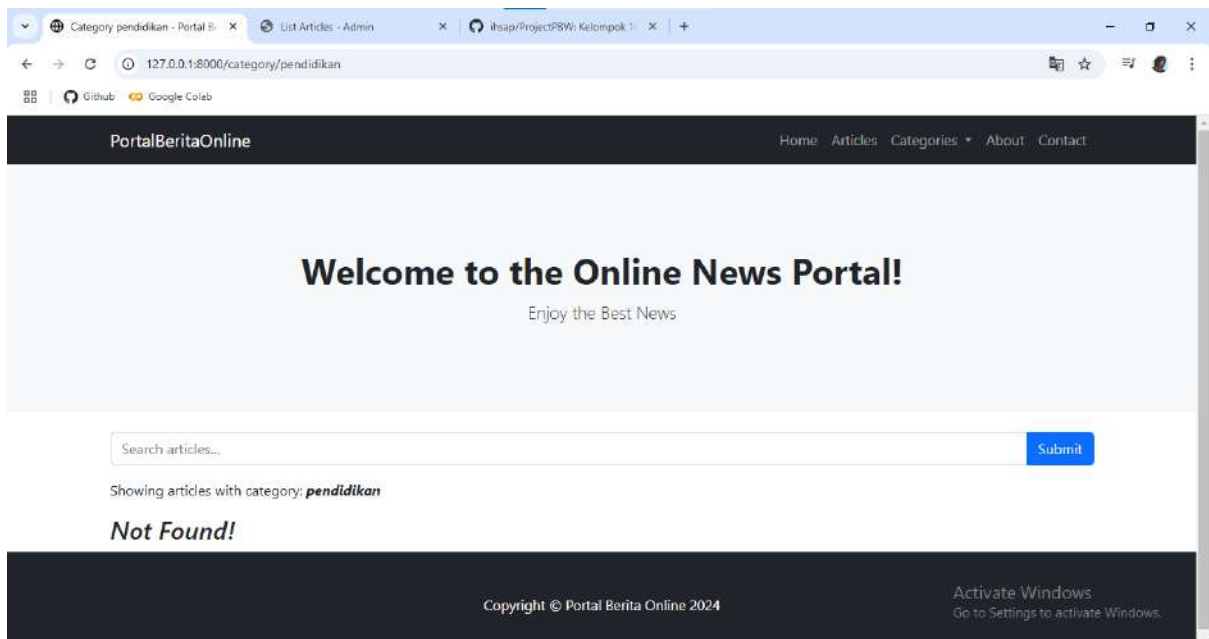 Category pendidikan - Portal B
List Articles - Admin
ihsap/ProjectPBW: Kelompok 1
127.0.0.1:8000/category/pendidikan
Github
Google Colab
PortalBeritaOnline
Home
Articles
Categories
About
Contact
Welcome to the Online News Portal!
Enjoy the Best News
Search articles...
Submit
Showing articles with category: pendidikan
Not Found!
Copyright © Portal Berita Online 2024
Activate Windows
Go to Settings to activate Windows.